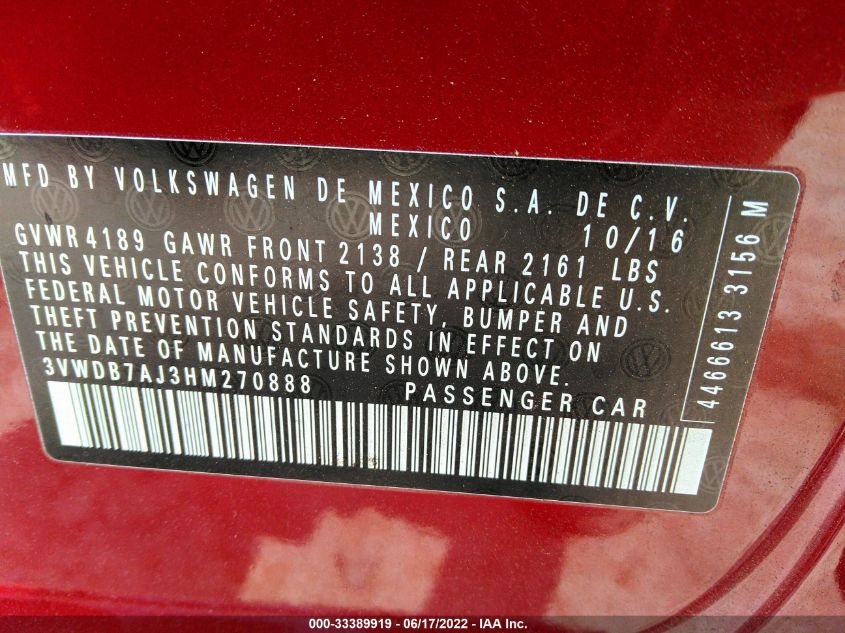 MFD BY VOLKSWAGEN DE MEXICO S.A. DE C.V.
MEXICO 10/16
GVWR 4189 GAWR FRONT 2138 / REAR 2161 LBS
THIS VEHICLE CONFORMS TO ALL APPLICABLE U.S.
FEDERAL MOTOR VEHICLE SAFETY, BUMPER AND
THEFT PREVENTION STANDARDS IN EFFECT ON
THE DATE OF MANUFACTURE SHOWN ABOVE.
3VWDB7AJ3HM270888 PASSENGER CAR
4466613 3156 M
000-33389919 - 06/17/2022 - IAA Inc.